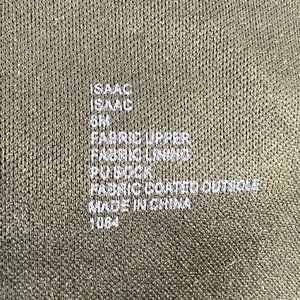 ISAAC
ISAAC
6M
FABRIC UPPER
FABRIC LINING
PU SOCK
FABRIC COATED OUTSOLE
MADE IN CHINA
1084